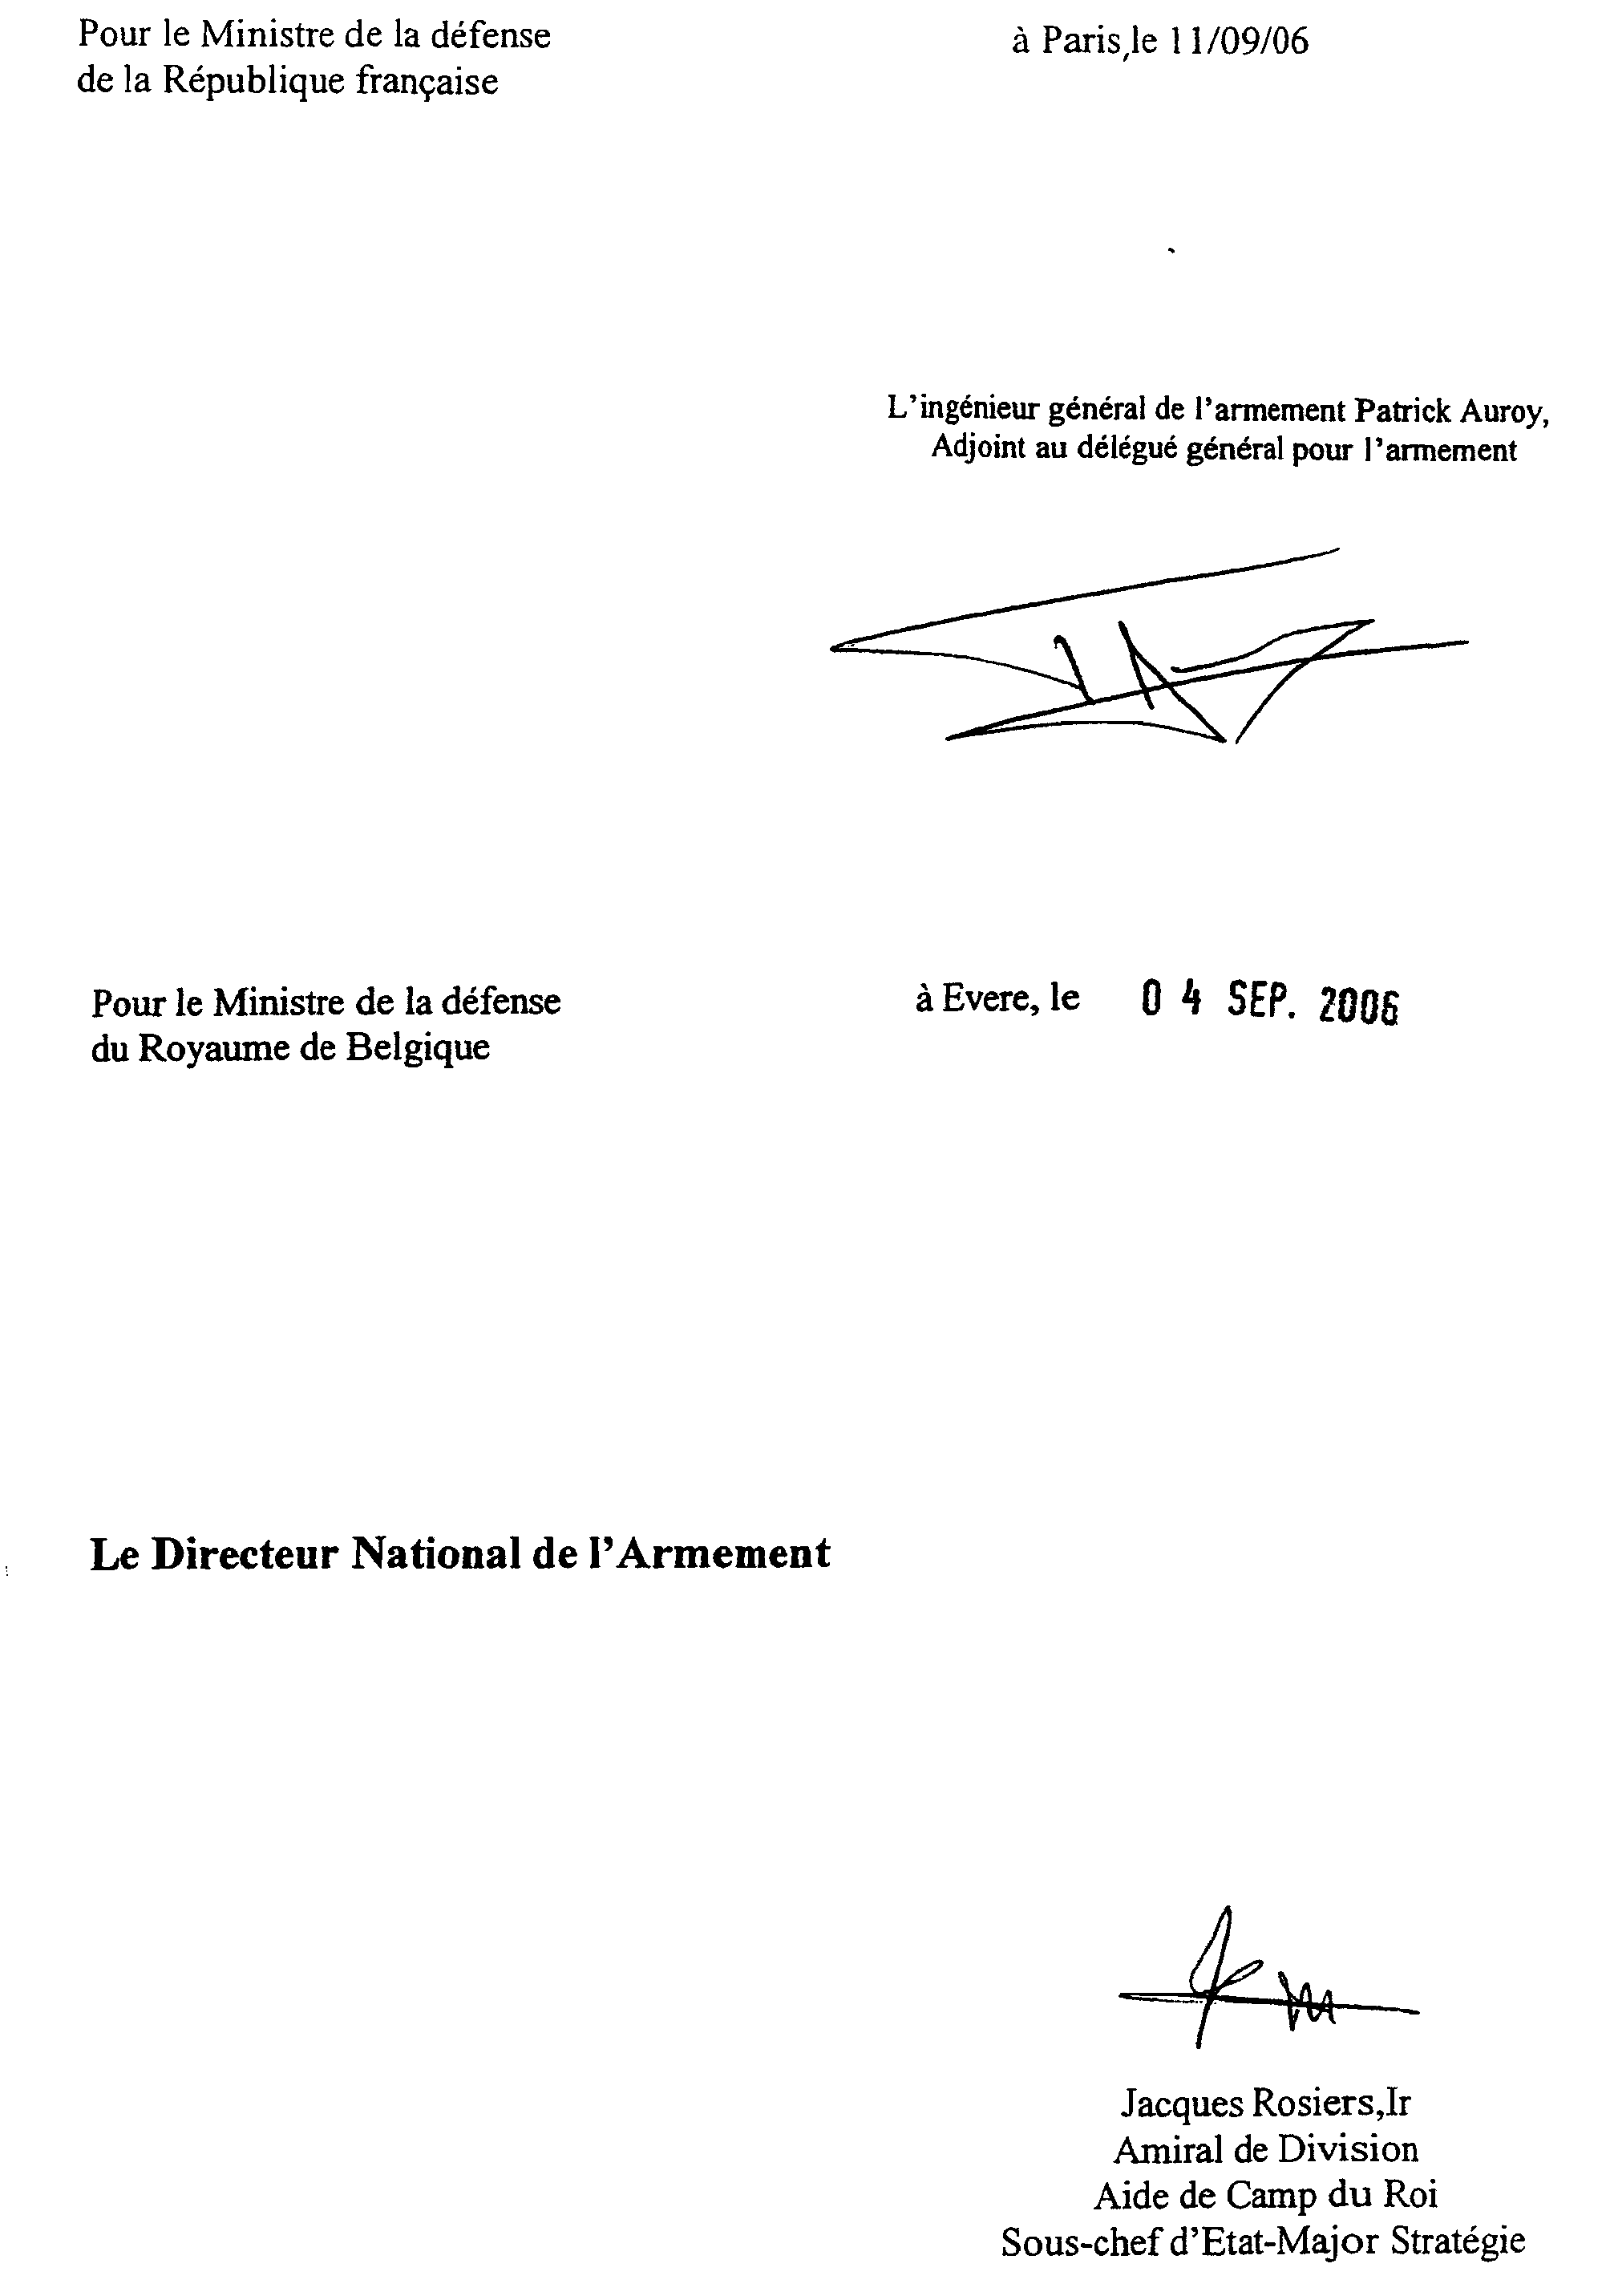 Pour le Ministre de la défense
de la République française
à Paris,le 11/09/06
L'ingénieur général de l'armement Patrick Auroy,
Adjoint au délégué général pour l'armement
Pour le Ministre de la défense
du Royaume de Belgique
à Evere, le 04 SEP. 2006
Le Directeur National de l'Armement
Jacques Rosiers,Ir
Amiral de Division
Aide de Camp du Roi
Sous-chef d'Etat-Major Stratégie